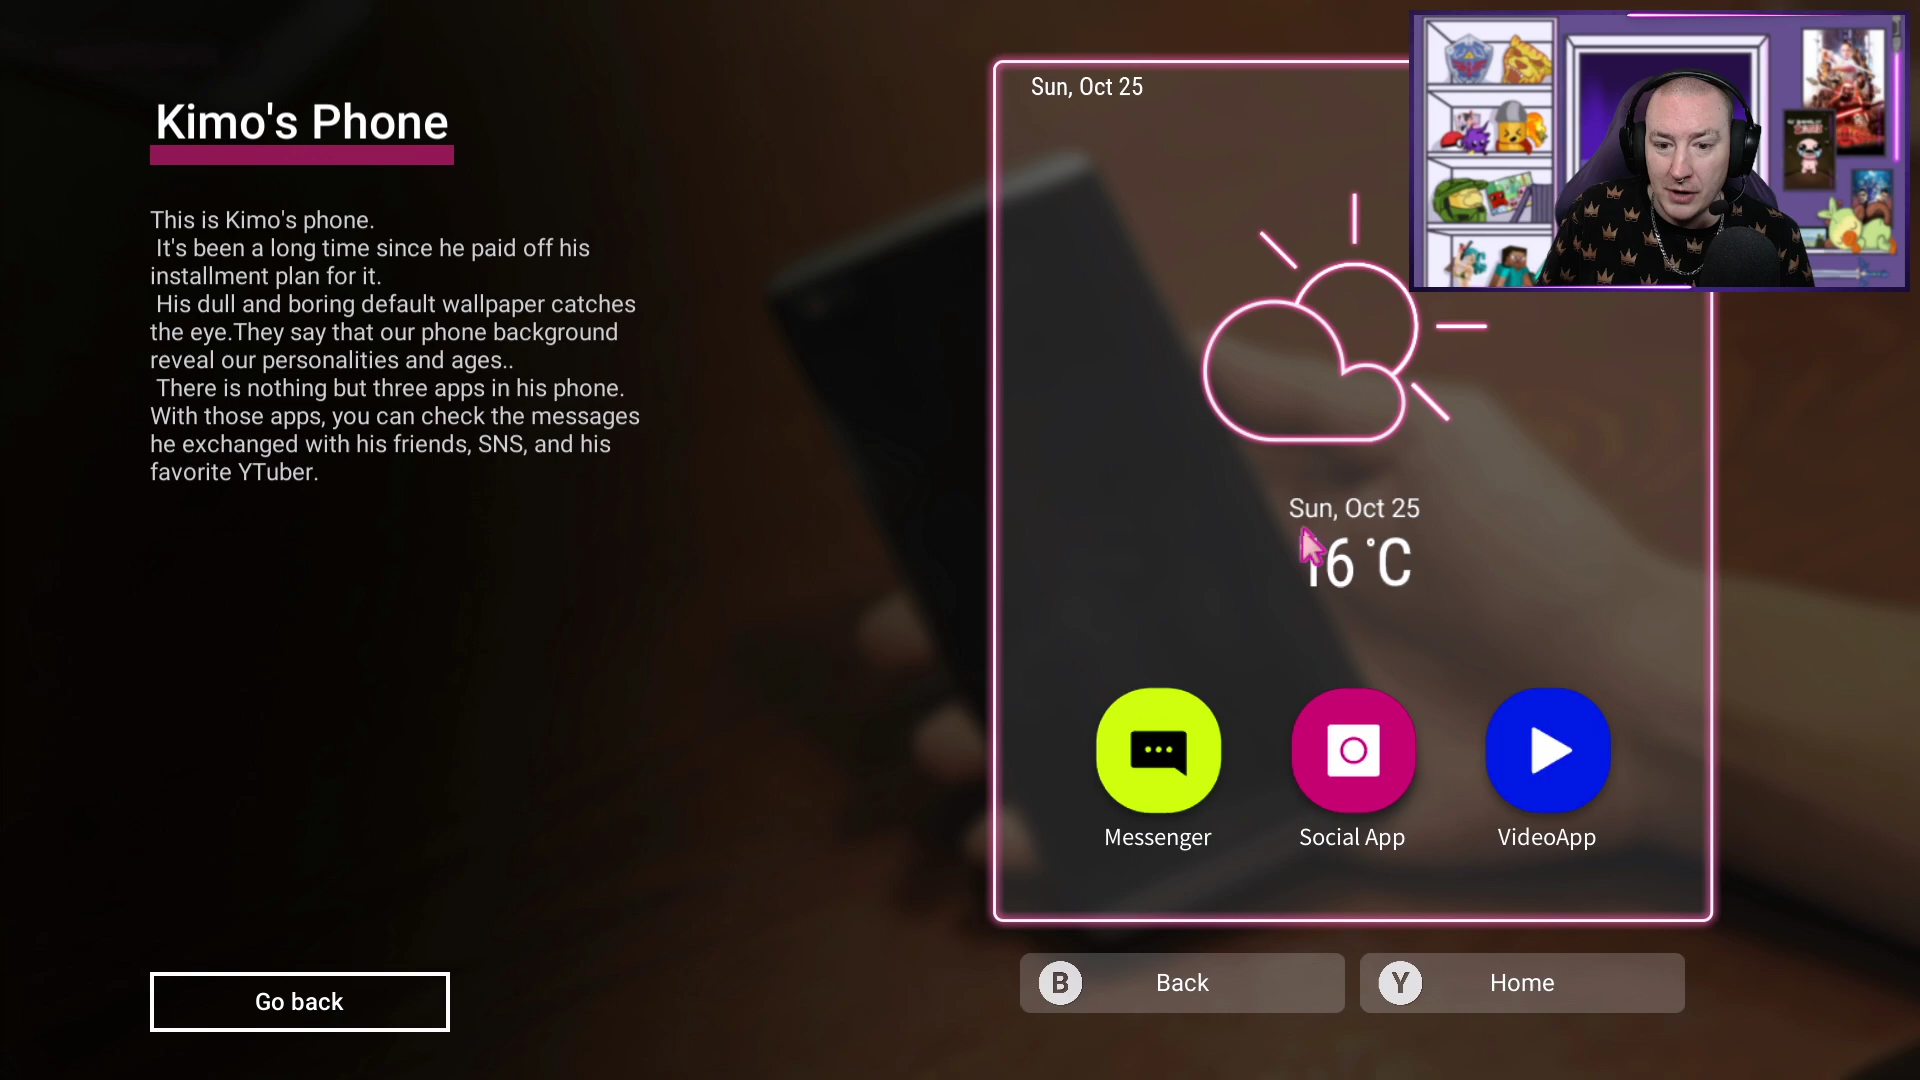 Kimo's Phone
This is Kimo's phone.
It's been a long time since he paid off his
installment plan for it.
His dull and boring default wallpaper catches
the eye.They say that our phone background
reveal our personalities and ages..
There is nothing but three apps in his phone.
With those apps, you can check the messages
he exchanged with his friends, SNS, and his
favorite YTuber.
Go back
Sun, Oct 25
Sun, Oct 25
16°C
Messenger
Social App
VideoApp
B Back
Y Home